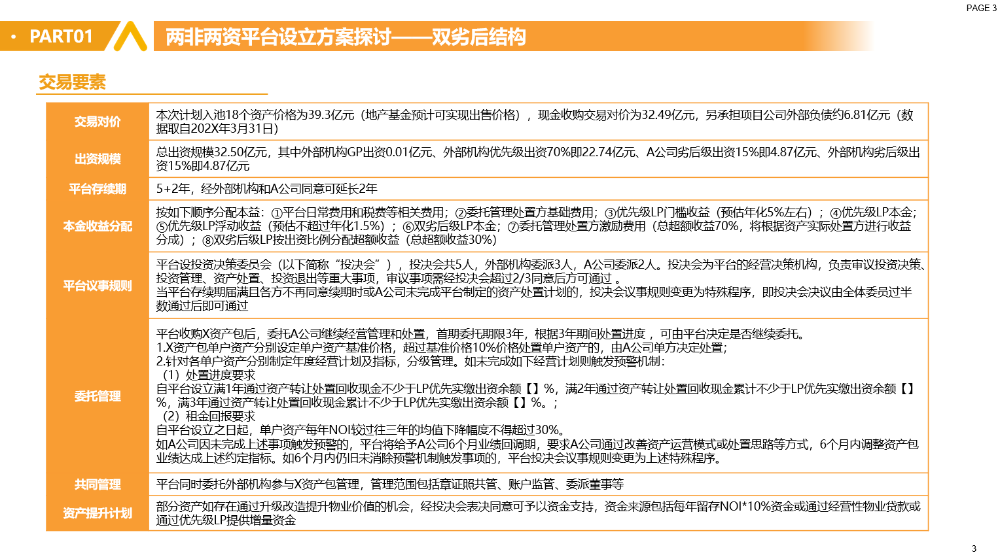 PAGE 3
• PART01
两非两资平台设立方案探讨——双劣后结构
交易要素
交易对价
本次计划入池18个资产价格为39.3亿元（地产基金预计可实现出售价格），现金收购交易对价为32.49亿元，另承担项目公司外部负债约6.81亿元（数
据取自202X年3月31日）
出资规模
总出资规模32.50亿元，其中外部机构GP出资0.01亿元、外部机构优先级出资70%即22.74亿元、A公司劣后级出资15%即4.87亿元、外部机构劣后级出
资15%即4.87亿元
平台存续期
5+2年，经外部机构和A公司同意可延长2年
本金收益分配
按如下顺序分配本益：①平台日常费用和税费等相关费用；②委托管理处置方基础费用；③优先级LP门槛收益（预估年化5%左右）；④优先级LP本金；
⑤优先级LP浮动收益（预估不超过年化1.5%）；⑥双劣后级LP本金；⑦委托管理处置方激励费用（总超额收益70%，将根据资产实际处置方进行收益
分成）；⑧双劣后级LP按出资比例分配超额收益（总超额收益30%）
平台议事规则
平台设投资决策委员会（以下简称“投决会”），投决会共5人，外部机构委派3人，A公司委派2人。投决会为平台的经营决策机构，负责审议投资决策、
投资管理、资产处置、投资退出等重大事项，审议事项需经投决会超过2/3同意后方可通过 。
当平台存续期届满且各方不再同意续期时或A公司未完成平台制定的资产处置计划的，投决会议事规则变更为特殊程序，即投决会决议由全体委员过半
数通过后即可通过
委托管理
平台收购X资产包后，委托A公司继续经营管理和处置，首期委托期限3年，根据3年期间处置进度 ，可由平台决定是否继续委托。
1.X资产包单户资产分别设定单户资产基准价格，超过基准价格10%价格处置单户资产的，由A公司单方决定处置；
2.针对各单户资产分别制定年度经营计划及指标，分级管理。如未完成如下经营计划则触发预警机制：
（1）处置进度要求
自平台设立满1年通过资产转让处置回收现金不少于LP优先实缴出资余额【】%，满2年通过资产转让处置回收现金累计不少于LP优先实缴出资余额【】
%，满3年通过资产转让处置回收现金累计不少于LP优先实缴出资余额【】%。；
（2）租金回报要求
自平台设立之日起，单户资产每年NOI较过往三年的均值下降幅度不得超过30%。
如A公司因未完成上述事项触发预警的，平台将给予A公司6个月业绩回调期，要求A公司通过改善资产运营模式或处置思路等方式，6个月内调整资产包
业绩达成上述约定指标。如6个月内仍旧未消除预警机制触发事项的，平台投决会议事规则变更为上述特殊程序。
共同管理
平台同时委托外部机构参与X资产包管理，管理范围包括章证照共管、账户监管、委派董事等
资产提升计划
部分资产如存在通过升级改造提升物业价值的机会，经投决会表决同意可予以资金支持，资金来源包括每年留存NOI*10%资金或通过经营性物业贷款或
通过优先级LP提供增量资金
3